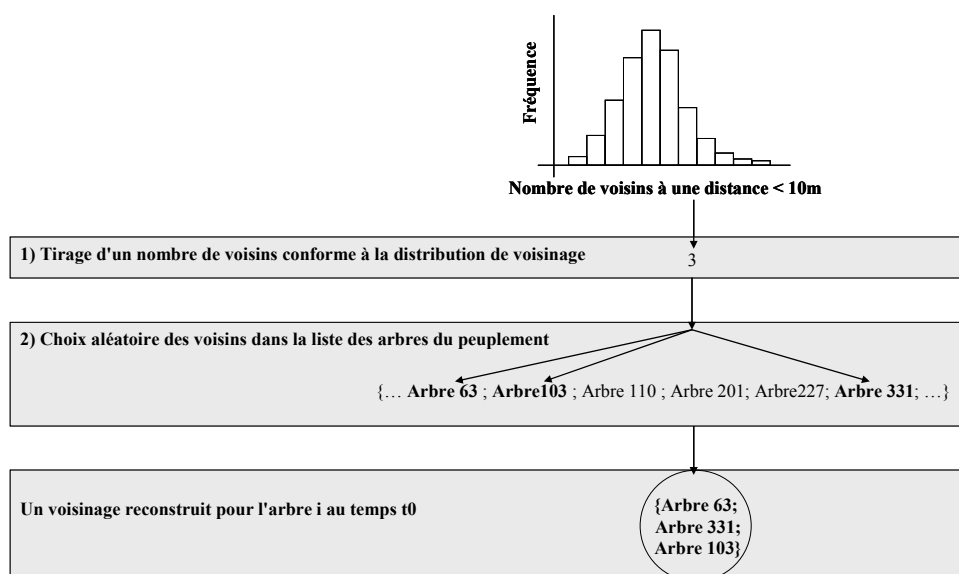 Fréquence
Nombre de voisins à une distance < 10m
1) Tirage d'un nombre de voisins conforme à la distribution de voisinage
3
2) Choix aléatoire des voisins dans la liste des arbres du peuplement
{... Arbre 63 ; Arbre103 ; Arbre 110 ; Arbre 201; Arbre227; Arbre 331; ...}
Un voisinage reconstruit pour l'arbre i au temps t0
{Arbre 63;
Arbre 331;
Arbre 103}